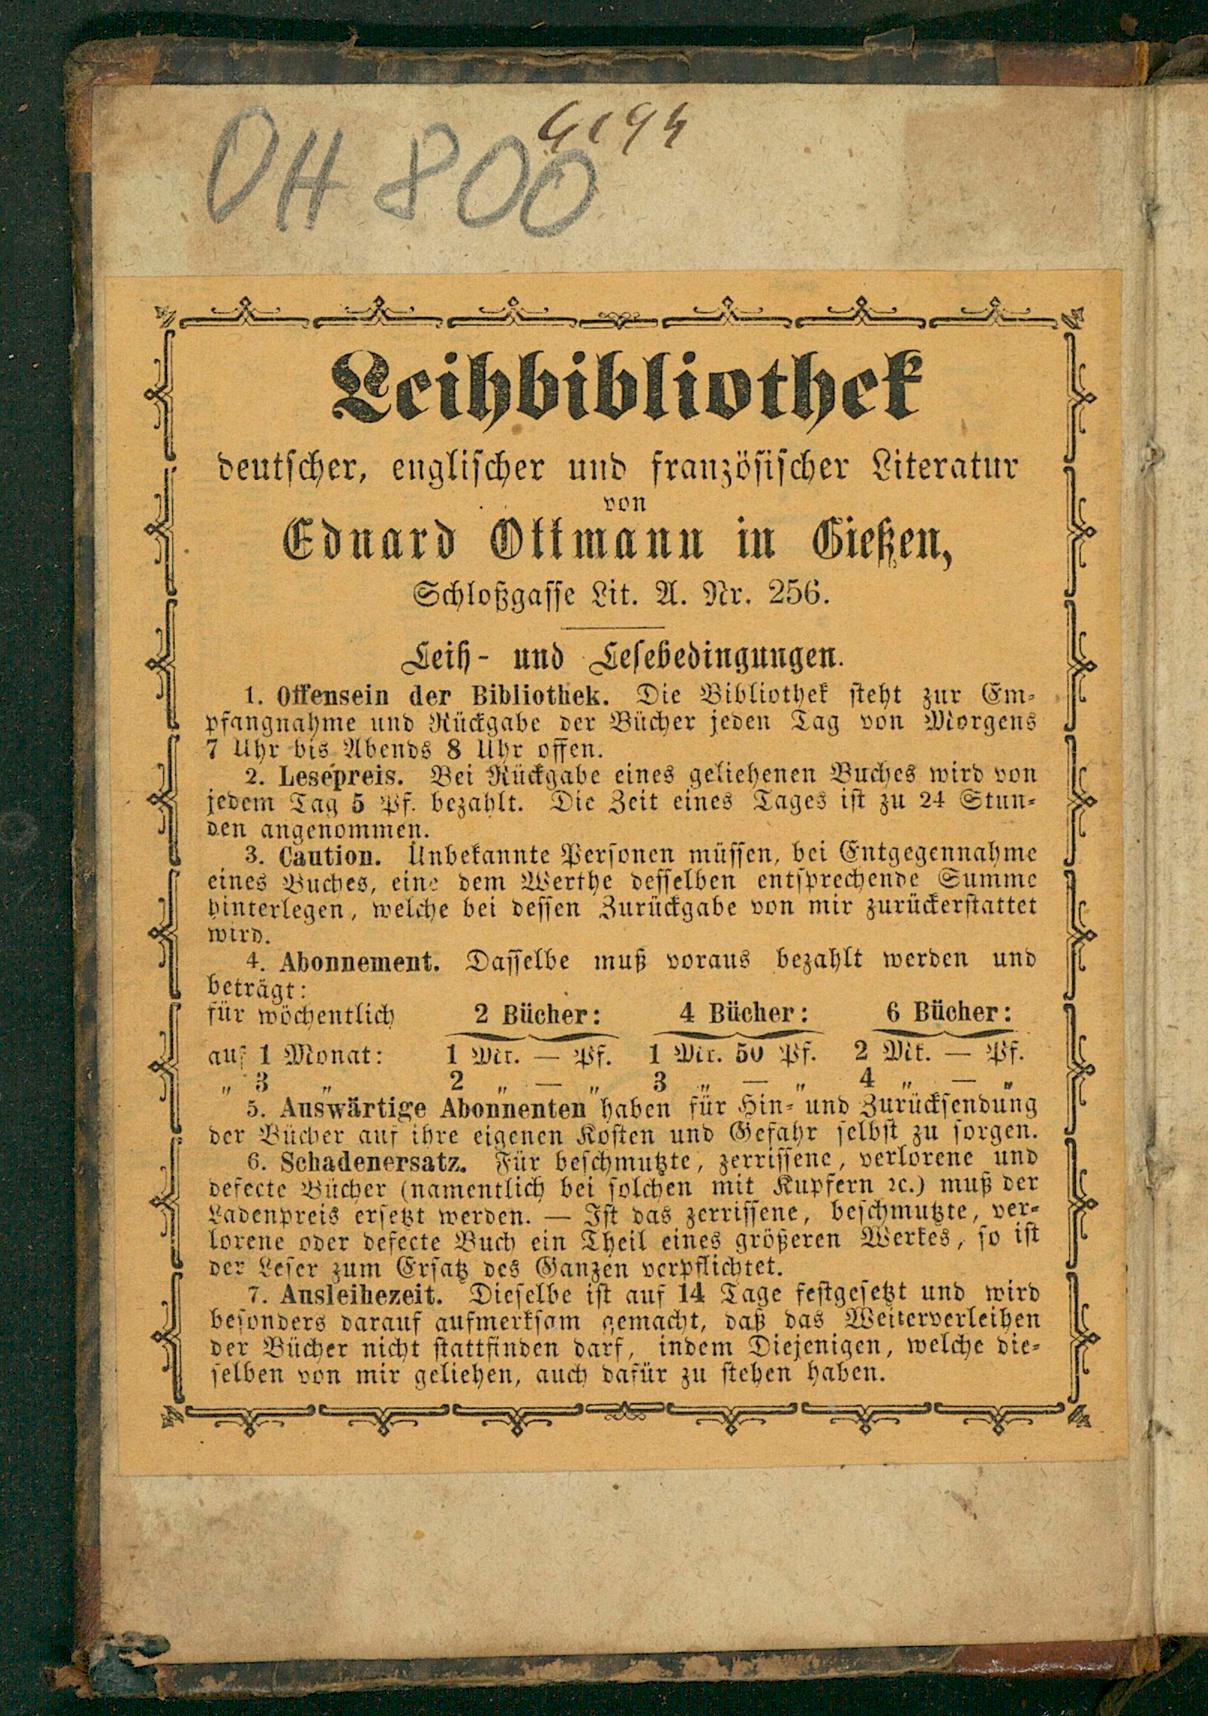 OH 800
Leihbibliothek
deutscher, englischer und französischer Literatur
von
Eduard Ottmann in Gießen,
Schloßgasse Lit. A. Nr. 256.
Leih- und Lesebedingungen.
1. Offensein der Bibliothek. Die Bibliothek steht zur Em-
pfangnahme und Rückgabe der Bücher jeden Tag von Morgens
7 Uhr bis Abends 8 Uhr offen.
2. Lesepreis. Bei Rückgabe eines geliehenen Buches wird von
jedem Tag 5 Pf. bezahlt. Die Zeit eines Tages ist zu 24 Stun-
den angenommen.
3. Caution. Unbekannte Personen müssen, bei Entgegennahme
eines Buches, eine dem Werthe desselben entsprechende Summe
hinterlegen, welche bei dessen Zurückgabe von mir zurückerstattet
wird.
4. Abonnement. Dasselbe muß voraus bezahlt werden und
beträgt:
für wöchentlich 2 Bücher: 4 Bücher: 6 Bücher:
auf 1 Monat: 1 Mk. — Pf. 1 Mk. 50 Pf. 2 Mk. — Pf.
„ 3 „ 2 „ — „ 3 „ — „ 4 „ — „
5. Auswärtige Abonnenten haben für Hin- und Zurücksendung
der Bücher auf ihre eigenen Kosten und Gefahr selbst zu sorgen.
6. Schadenersatz. Für beschmutzte, zerrissene, verlorene und
defecte Bücher (namentlich bei solchen mit Kupfern ꝛc.) muß der
Ladenpreis ersetzt werden. — Ist das zerrissene, beschmutzte, ver-
lorene oder defecte Buch ein Theil eines größeren Werkes, so ist
der Leser zum Ersatz des Ganzen verpflichtet.
7. Ausleihezeit. Dieselbe ist auf 14 Tage festgesetzt und wird
besonders darauf aufmerksam gemacht, daß das Weiterverleihen
der Bücher nicht stattfinden darf, indem Diejenigen, welche die-
selben von mir geliehen, auch dafür zu stehen haben.